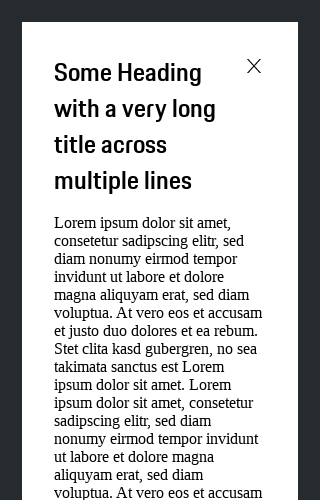 Some Heading
with a very long
title across
multiple lines
Lorem ipsum dolor sit amet,
consetetur sadipscing elitr, sed
diam nonumy eirmod tempor
invidunt ut labore et dolore
magna aliquyam erat, sed diam
voluptua. At vero eos et accusam
et justo duo dolores et ea rebum.
Stet clita kasd gubergren, no sea
takimata sanctus est Lorem
ipsum dolor sit amet. Lorem
ipsum dolor sit amet, consetetur
sadipscing elitr, sed diam
nonumy eirmod tempor invidunt
ut labore et dolore magna
aliquyam erat, sed diam
voluptua. At vero eos et accusam